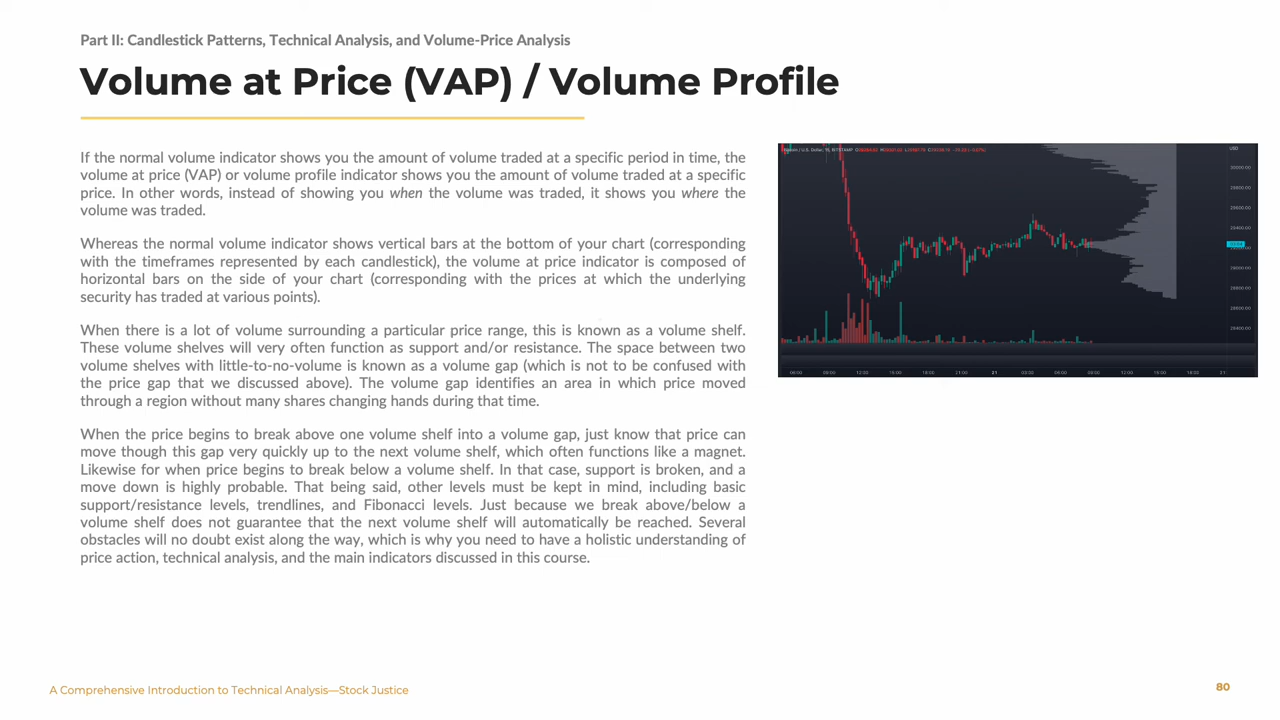 Part II: Candlestick Patterns, Technical Analysis, and Volume-Price Analysis
Volume at Price (VAP) / Volume Profile
If the normal volume indicator shows you the amount of volume traded at a specific period in time, the
volume at price (VAP) or volume profile indicator shows you the amount of volume traded at a specific
price. In other words, instead of showing you when the volume was traded, it shows you where the
volume was traded.
Whereas the normal volume indicator shows vertical bars at the bottom of your chart (corresponding
with the timeframes represented by each candlestick), the volume at price indicator is composed of
horizontal bars on the side of your chart (corresponding with the prices at which the underlying
security has traded at various points).
When there is a lot of volume surrounding a particular price range, this is known as a volume shelf.
These volume shelves will very often function as support and/or resistance. The space between two
volume shelves with little-to-no-volume is known as a volume gap (which is not to be confused with
the price gap that we discussed above). The volume gap identifies an area in which price moved
through a region without many shares changing hands during that time.
When the price begins to break above one volume shelf into a volume gap, just know that price can
move though this gap very quickly up to the next volume shelf, which often functions like a magnet.
Likewise for when price begins to break below a volume shelf. In that case, support is broken, and a
move down is highly probable. That being said, other levels must be kept in mind, including basic
support/resistance levels, trendlines, and Fibonacci levels. Just because we break above/below a
volume shelf does not guarantee that the next volume shelf will automatically be reached. Several
obstacles will no doubt exist along the way, which is why you need to have a holistic understanding of
price action, technical analysis, and the main indicators discussed in this course.
USD
A Comprehensive Introduction to Technical Analysis—Stock Justice
80